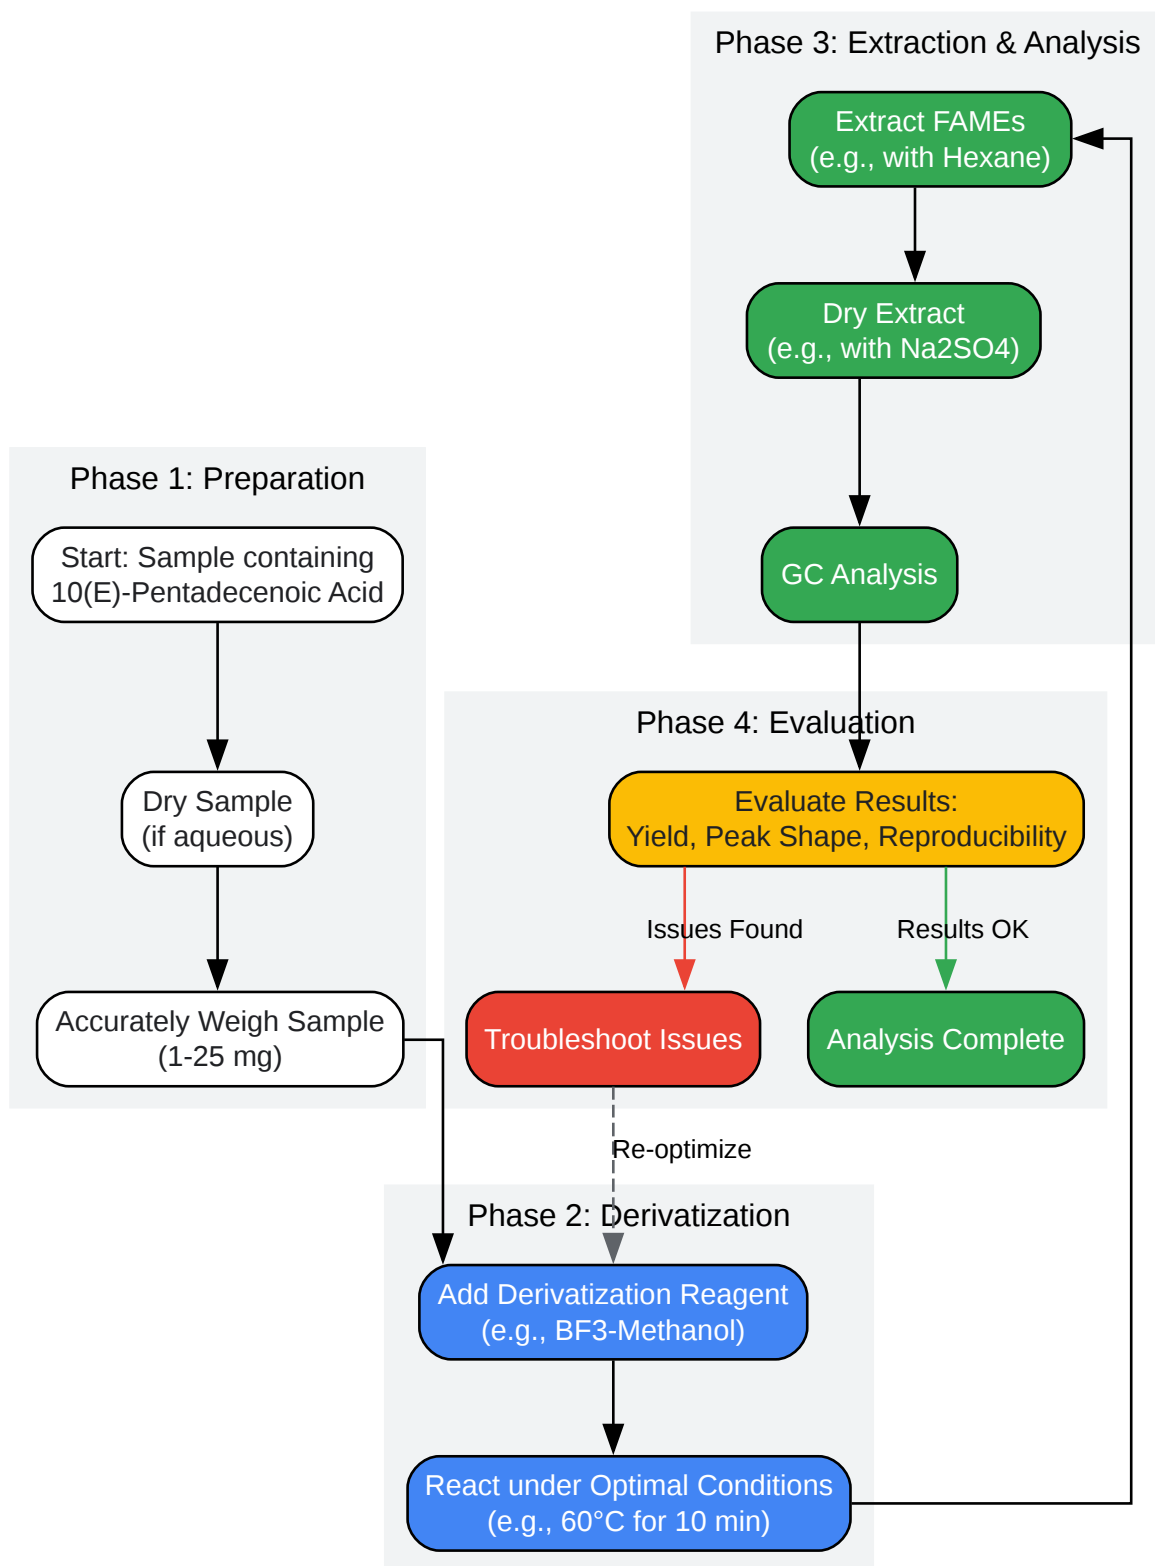 Phase 3: Extraction & Analysis
Extract FAMEs
(e.g., with Hexane)
Dry Extract
(e.g., with Na2SO4)
GC Analysis
Phase 1: Preparation
Start: Sample containing
10(E)-Pentadecenoic Acid
Dry Sample
(if aqueous)
Accurately Weigh Sample
(1-25 mg)
Phase 4: Evaluation
Evaluate Results:
Yield, Peak Shape, Reproducibility
Issues Found
Results OK
Troubleshoot Issues
Analysis Complete
Re-optimize
Phase 2: Derivatization
Add Derivatization Reagent
(e.g., BF3-Methanol)
React under Optimal Conditions
(e.g., 60°C for 10 min)